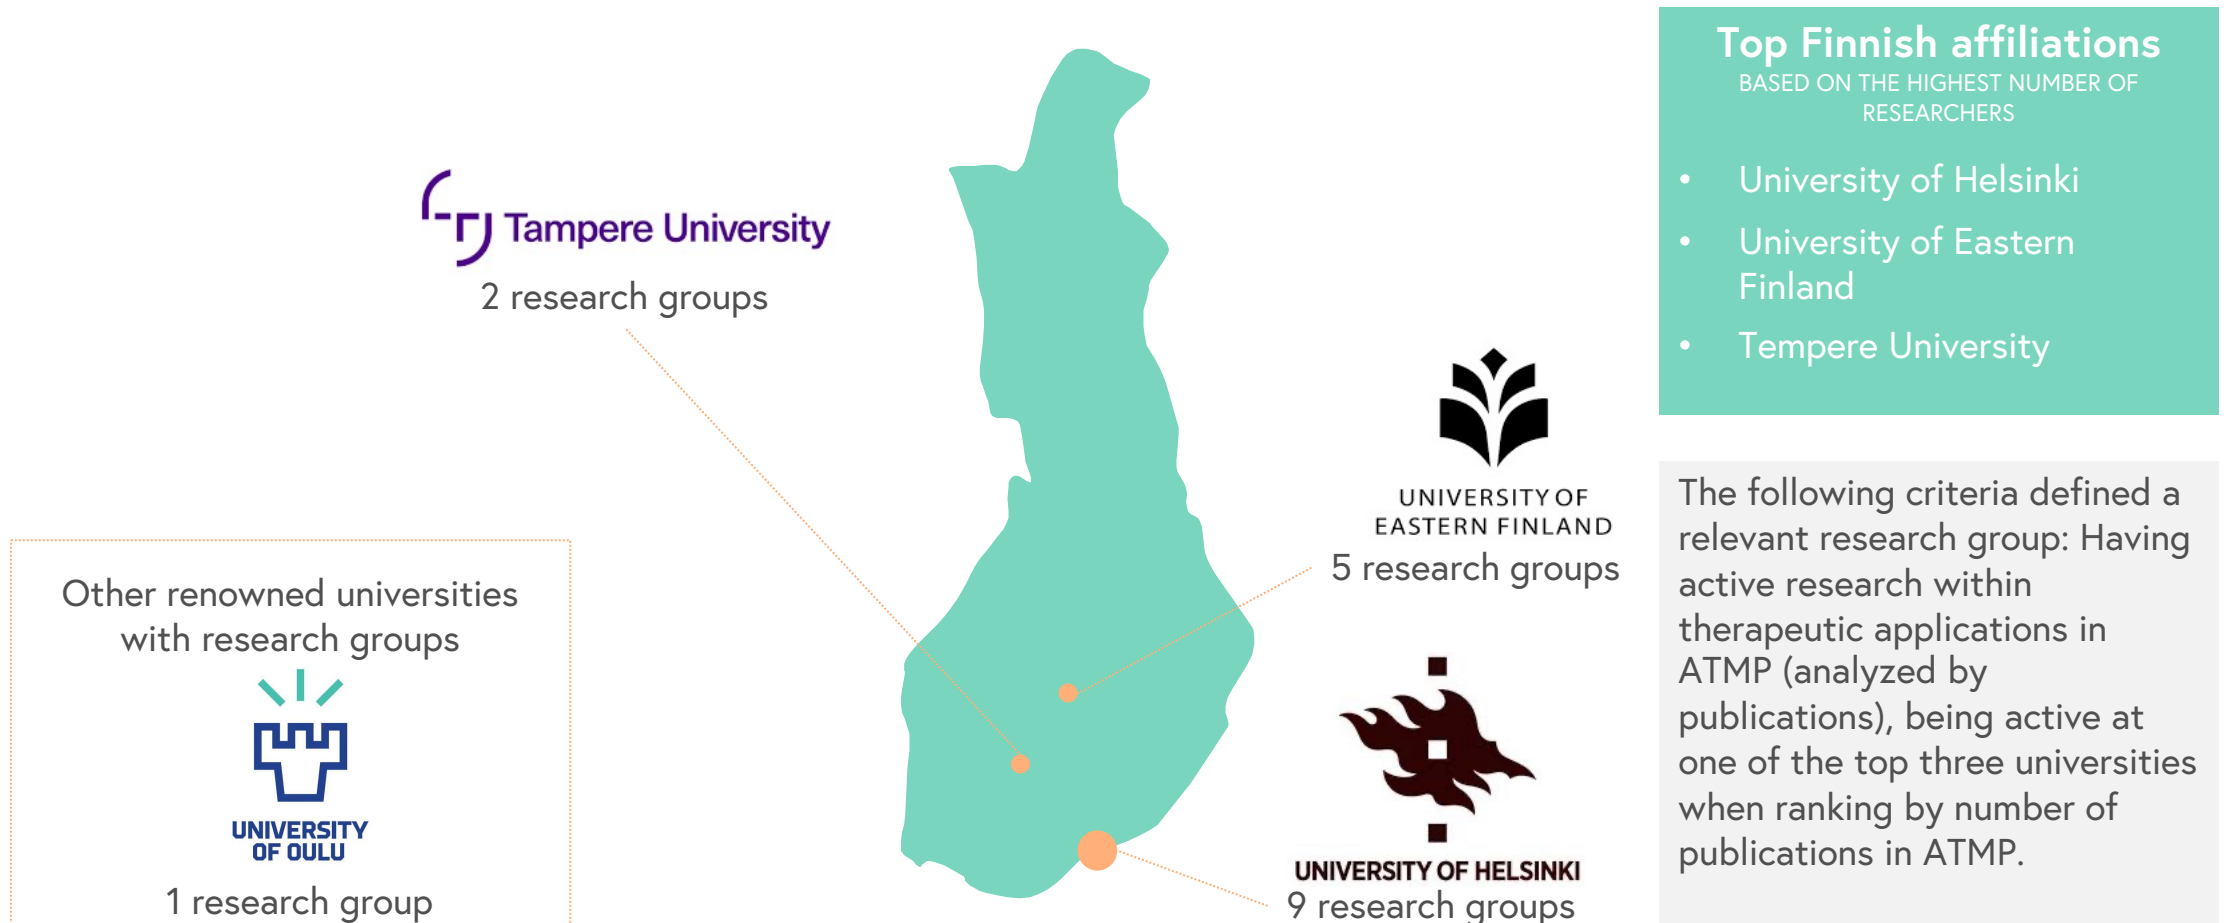 Tampere University
2 research groups
UNIVERSITY OF
EASTERN FINLAND
5 research groups
UNIVERSITY OF HELSINKI
9 research groups
Other renowned universities
with research groups
UNIVERSITY
OF OULU
1 research group
Top Finnish affiliations
BASED ON THE HIGHEST NUMBER OF
RESEARCHERS
• University of Helsinki
• University of Eastern
Finland
• Tempere University
The following criteria defined a
relevant research group: Having
active research within
therapeutic applications in
ATMP (analyzed by
publications), being active at
one of the top three universities
when ranking by number of
publications in ATMP.